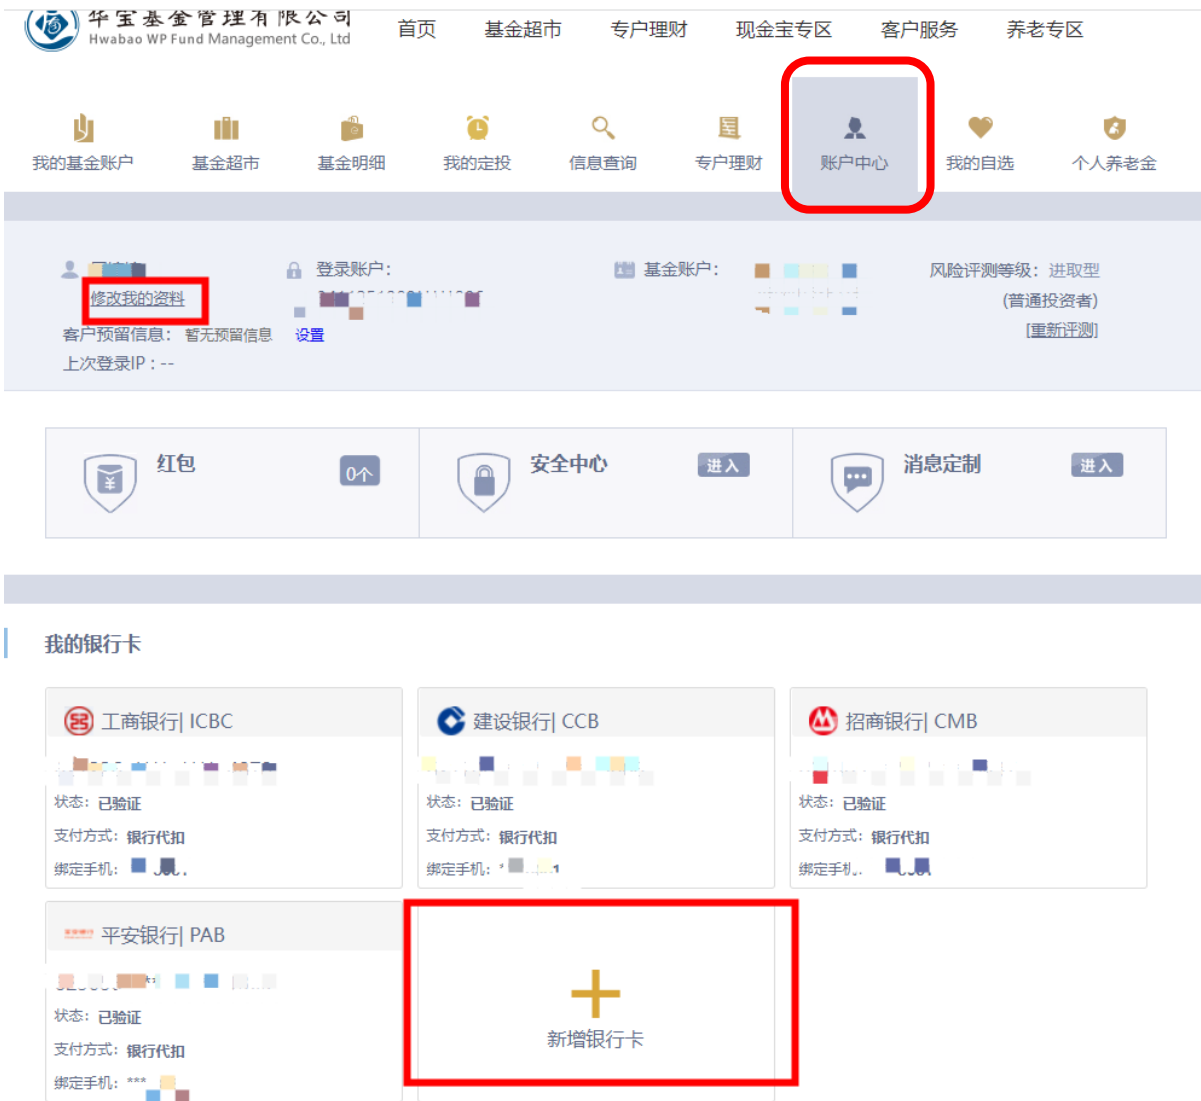 华宝基金管理有限公司
Hwabao WP Fund Management Co., Ltd
首页 基金超市 专户理财 现金宝专区 客户服务 养老专区
我的基金账户 基金超市 基金明细 我的定投 信息查询 专户理财 账户中心 我的自选 个人养老金
登录账户： 基金账户： 风险评测等级：进取型
修改我的资料 (普通投资者)
客户预留信息： 暂无预留信息 设置 [重新评测]
上次登录IP：--
红包 0个 安全中心 进入 消息定制 进入
我的银行卡
工商银行| ICBC 建设银行| CCB 招商银行| CMB
状态：已验证 状态：已验证 状态：已验证
支付方式：银行代扣 支付方式：银行代扣 支付方式：银行代扣
绑定手机： 绑定手机：* 绑定手机
平安银行| PAB
状态：已验证
新增银行卡
支付方式：银行代扣
绑定手机：***